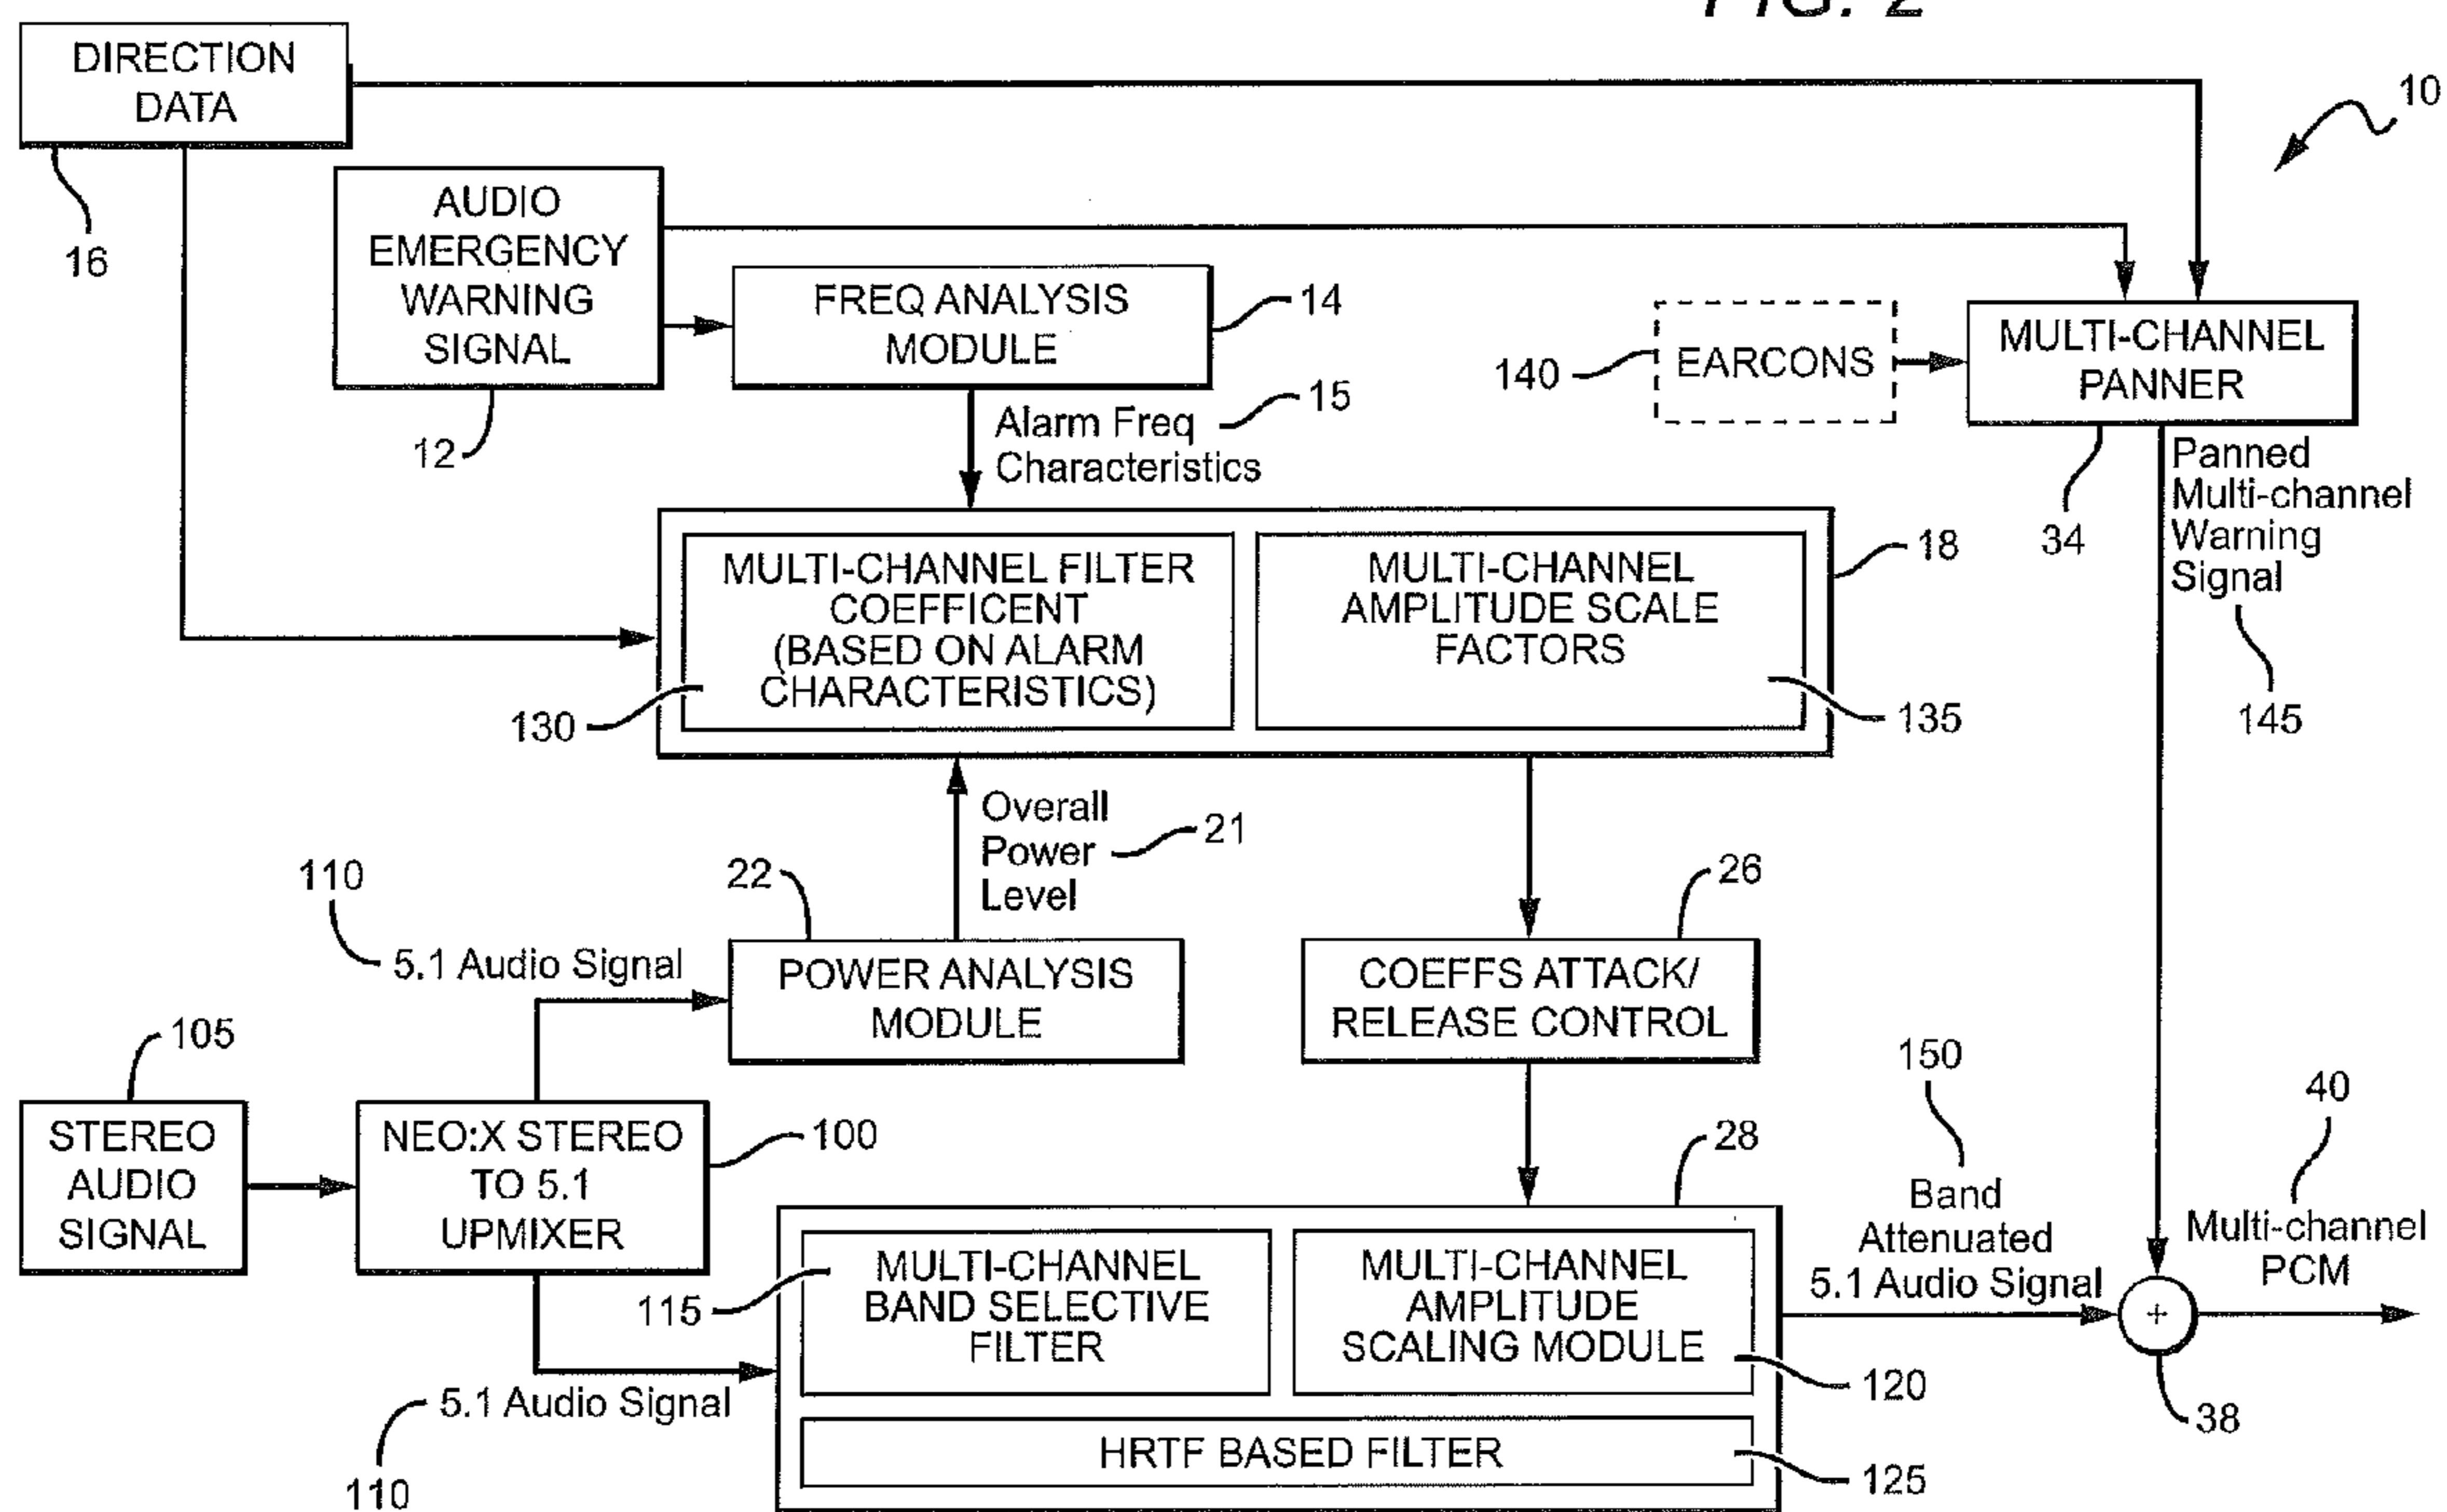 FIG. 2
DIRECTION
DATA
10
16
AUDIO
EMERGENCY
WARNING
SIGNAL
12
FREQ ANALYSIS
MODULE
14
Alarm Freq
Characteristics
15
140
EARCONS
MULTI-CHANNEL
PANNER
34
Panned
Multi-channel
Warning
Signal
145
MULTI-CHANNEL FILTER
COEFFICENT
(BASED ON ALARM
CHARACTERISTICS)
130
MULTI-CHANNEL
AMPLITUDE SCALE
FACTORS
135
18
Overall
Power
Level
21
110
5.1 Audio Signal
22
POWER ANALYSIS
MODULE
26
COEFFS ATTACK/
RELEASE CONTROL
105
STEREO
AUDIO
SIGNAL
NEO:X STEREO
TO 5.1
UPMIXER
100
28
115
MULTI-CHANNEL
BAND SELECTIVE
FILTER
MULTI-CHANNEL
AMPLITUDE
SCALING MODULE
120
HRTF BASED FILTER
125
5.1 Audio Signal
110
150
Band
Attenuated
5.1 Audio Signal
40
Multi-channel
PCM
+
38